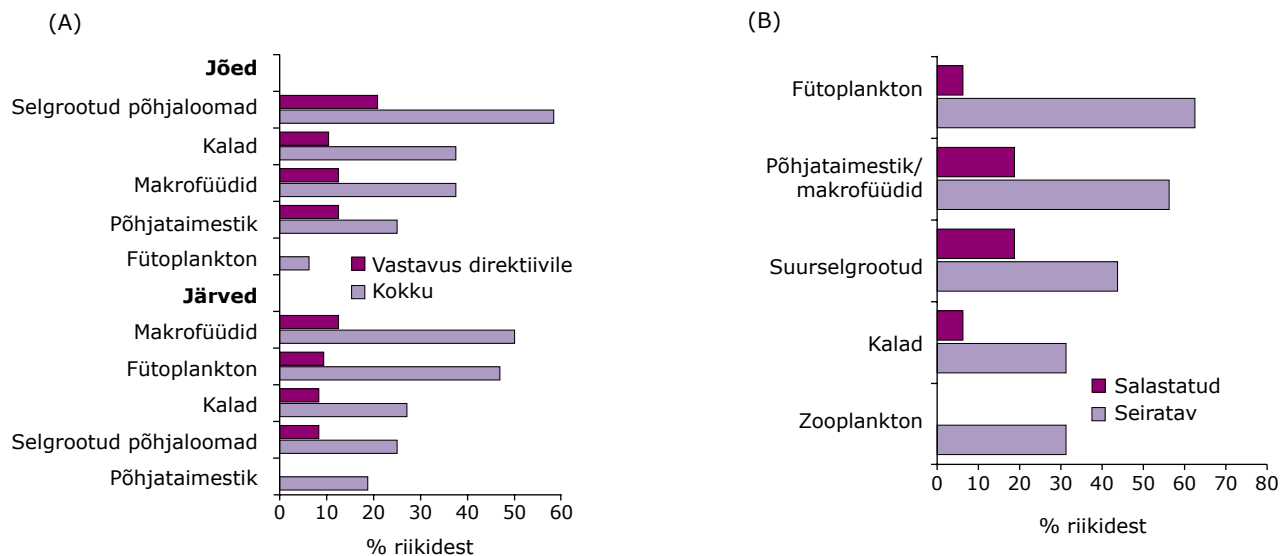 (A)
Jõed
Selgrootud põhjaloomad
Kalad
Makrofüüdid
Põhjataimestik
Fütoplankton
Vastavus direktiivile
Kokku
Järved
Makrofüüdid
Fütoplankton
Kalad
Selgrootud põhjaloomad
Põhjataimestik
0 10 20 30 40 50 60
% riikidest
(B)
Fütoplankton
Põhjataimestik/
makrofüüdid
Suurselgrootud
Kalad
Salastatud
Seiratav
Zooplankton
0 10 20 30 40 50 60 70 80
% riikidest